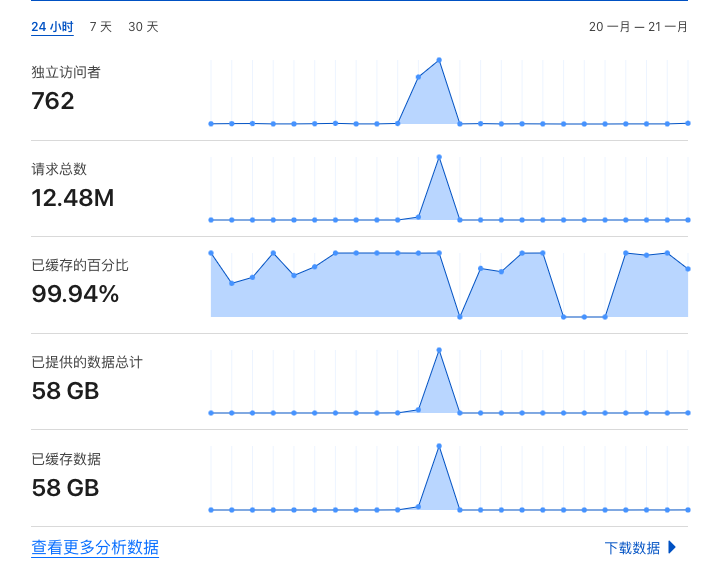 24 小时 7 天 30 天 20 一月 — 21 一月
独立访问者
762
请求总数
12.48M
已缓存的百分比
99.94%
已提供的数据总计
58 GB
已缓存数据
58 GB
查看更多分析数据 下载数据